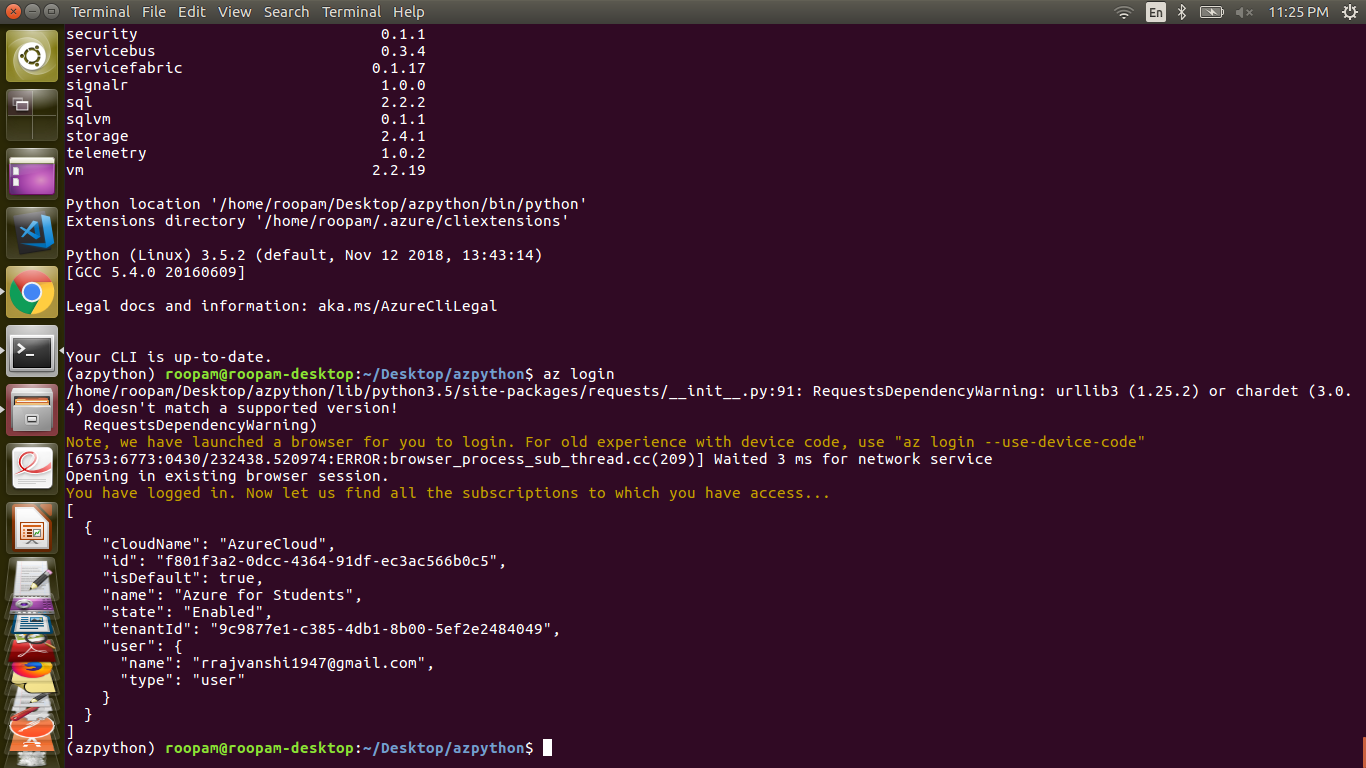 Terminal File Edit View Search Terminal Help En 11:25 PM
security 0.1.1
servicebus 0.3.4
servicefabric 0.1.17
signalr 1.0.0
sql 2.2.2
sqlvm 0.1.1
storage 2.4.1
telemetry 1.0.2
vm 2.2.19
Python location '/home/roopam/Desktop/azpython/bin/python'
Extensions directory '/home/roopam/.azure/cliextensions'
Python (Linux) 3.5.2 (default, Nov 12 2018, 13:43:14)
[GCC 5.4.0 20160609]
Legal docs and information: aka.ms/AzureCliLegal
Your CLI is up-to-date.
(azpython) roopam@roopam-desktop:~/Desktop/azpython$ az login
/home/roopam/Desktop/azpython/lib/python3.5/site-packages/requests/__init__.py:91: RequestsDependencyWarning: urllib3 (1.25.2) or chardet (3.0.
4) doesn't match a supported version!
RequestsDependencyWarning)
Note, we have launched a browser for you to login. For old experience with device code, use "az login --use-device-code"
[6753:6773:0430/232438.520974:ERROR:browser_process_sub_thread.cc(209)] Waited 3 ms for network service
Opening in existing browser session.
You have logged in. Now let us find all the subscriptions to which you have access...
[
{
"cloudName": "AzureCloud",
"id": "f801f3a2-0dcc-4364-91df-ec3ac566b0c5",
"isDefault": true,
"name": "Azure for Students",
"state": "Enabled",
"tenantId": "9c9877e1-c385-4db1-8b00-5ef2e2484049",
"user": {
"name": "rrajvanshi1947@gmail.com",
"type": "user"
}
}
]
(azpython) roopam@roopam-desktop:~/Desktop/azpython$